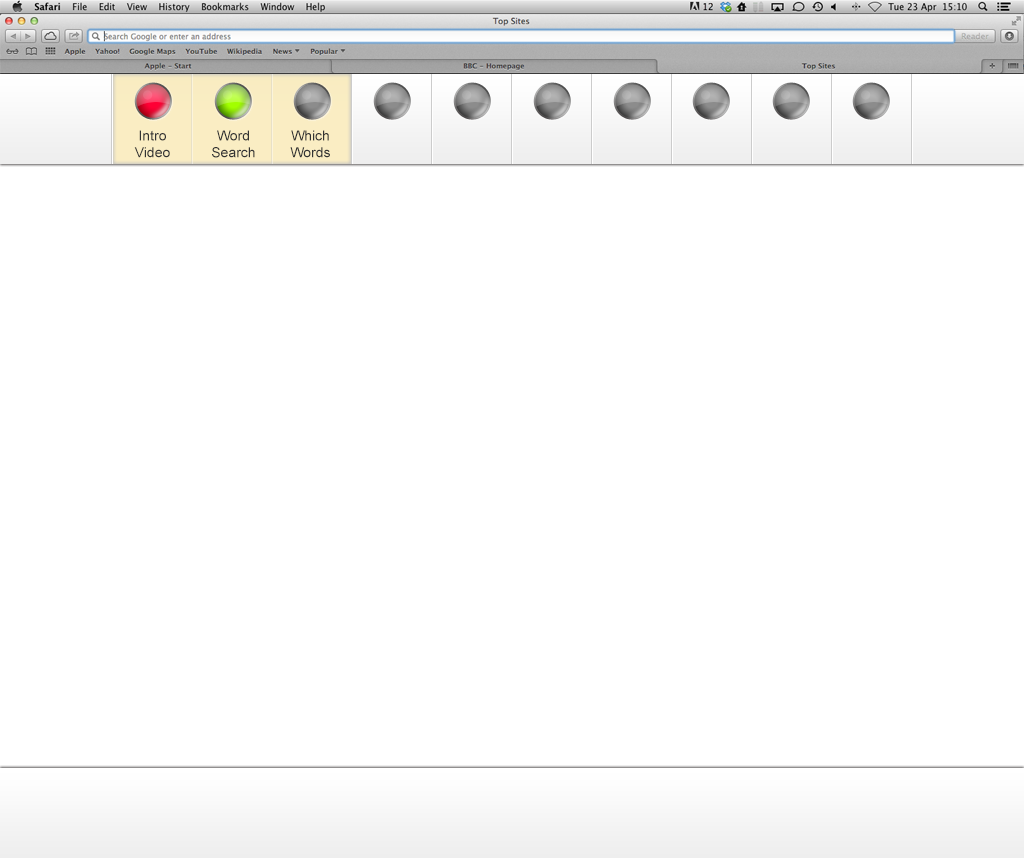 Safari File Edit View History Bookmarks Window Help 12 Tue 23 Apr 15:10
Top Sites
Search Google or enter an address Reader
Apple Yahoo! Google Maps YouTube Wikipedia News Popular
Apple – Start BBC – Homepage Top Sites
Intro Word Which
Video Search Words